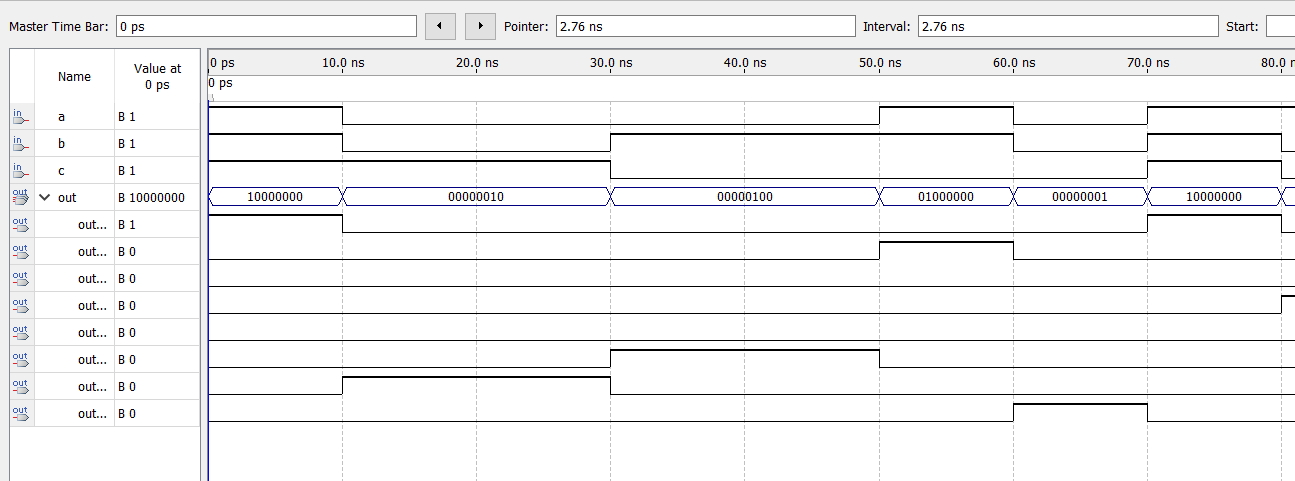 Master Time Bar: 0 ps Pointer: 2.76 ns Interval: 2.76 ns Start:
Name Value at 0 ps
0 ps 10.0 ns 20.0 ns 30.0 ns 40.0 ns 50.0 ns 60.0 ns 70.0 ns 80.0 n
0 ps
in a B 1
in b B 1
in c B 1
out out B 10000000 10000000 00000010 00000100 01000000 00000001 10000000
out out... B 1
out out... B 0
out out... B 0
out out... B 0
out out... B 0
out out... B 0
out out... B 0
out out... B 0